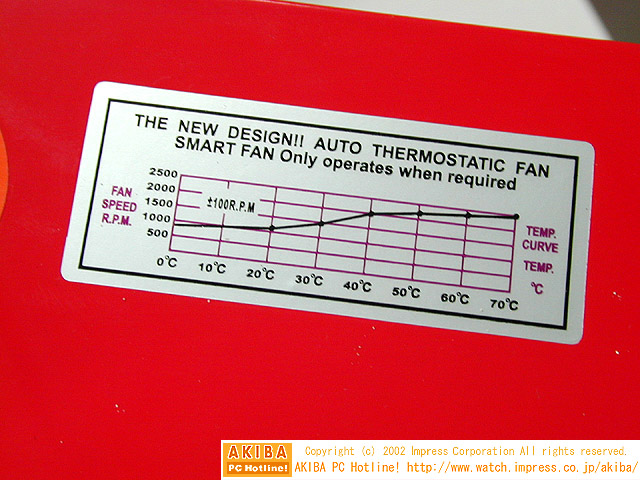 THE NEW DESIGN!! AUTO THERMOSTATIC FAN
SMART FAN Only operates when required
2500
2000
1500
1000
500
FAN
SPEED
R.P.M.
±100R.P.M
TEMP.
CURVE
TEMP.
°C
0°C 10°C 20°C 30°C 40°C 50°C 60°C 70°C
AKIBA
PC Hotline!
Copyright (c) 2002 Impress Corporation All rights reserved.
AKIBA PC Hotline! http://www.watch.impress.co.jp/akiba/